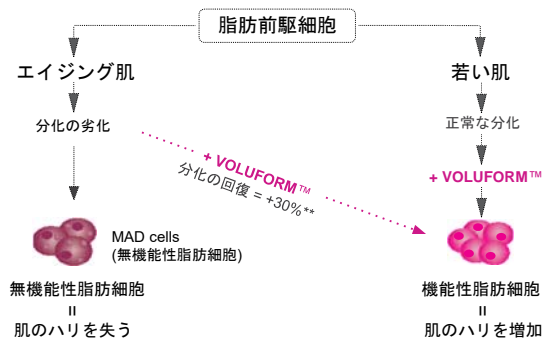 脂肪前駆細胞
エイジング肌
若い肌
分化の劣化
正常な分化
+ VOLUFORM™
分化の回復 = +30%**
+ VOLUFORM™
MAD cells
(無機能性脂肪細胞)
無機能性脂肪細胞
=
肌のハリを失う
機能性脂肪細胞
=
肌のハリを増加